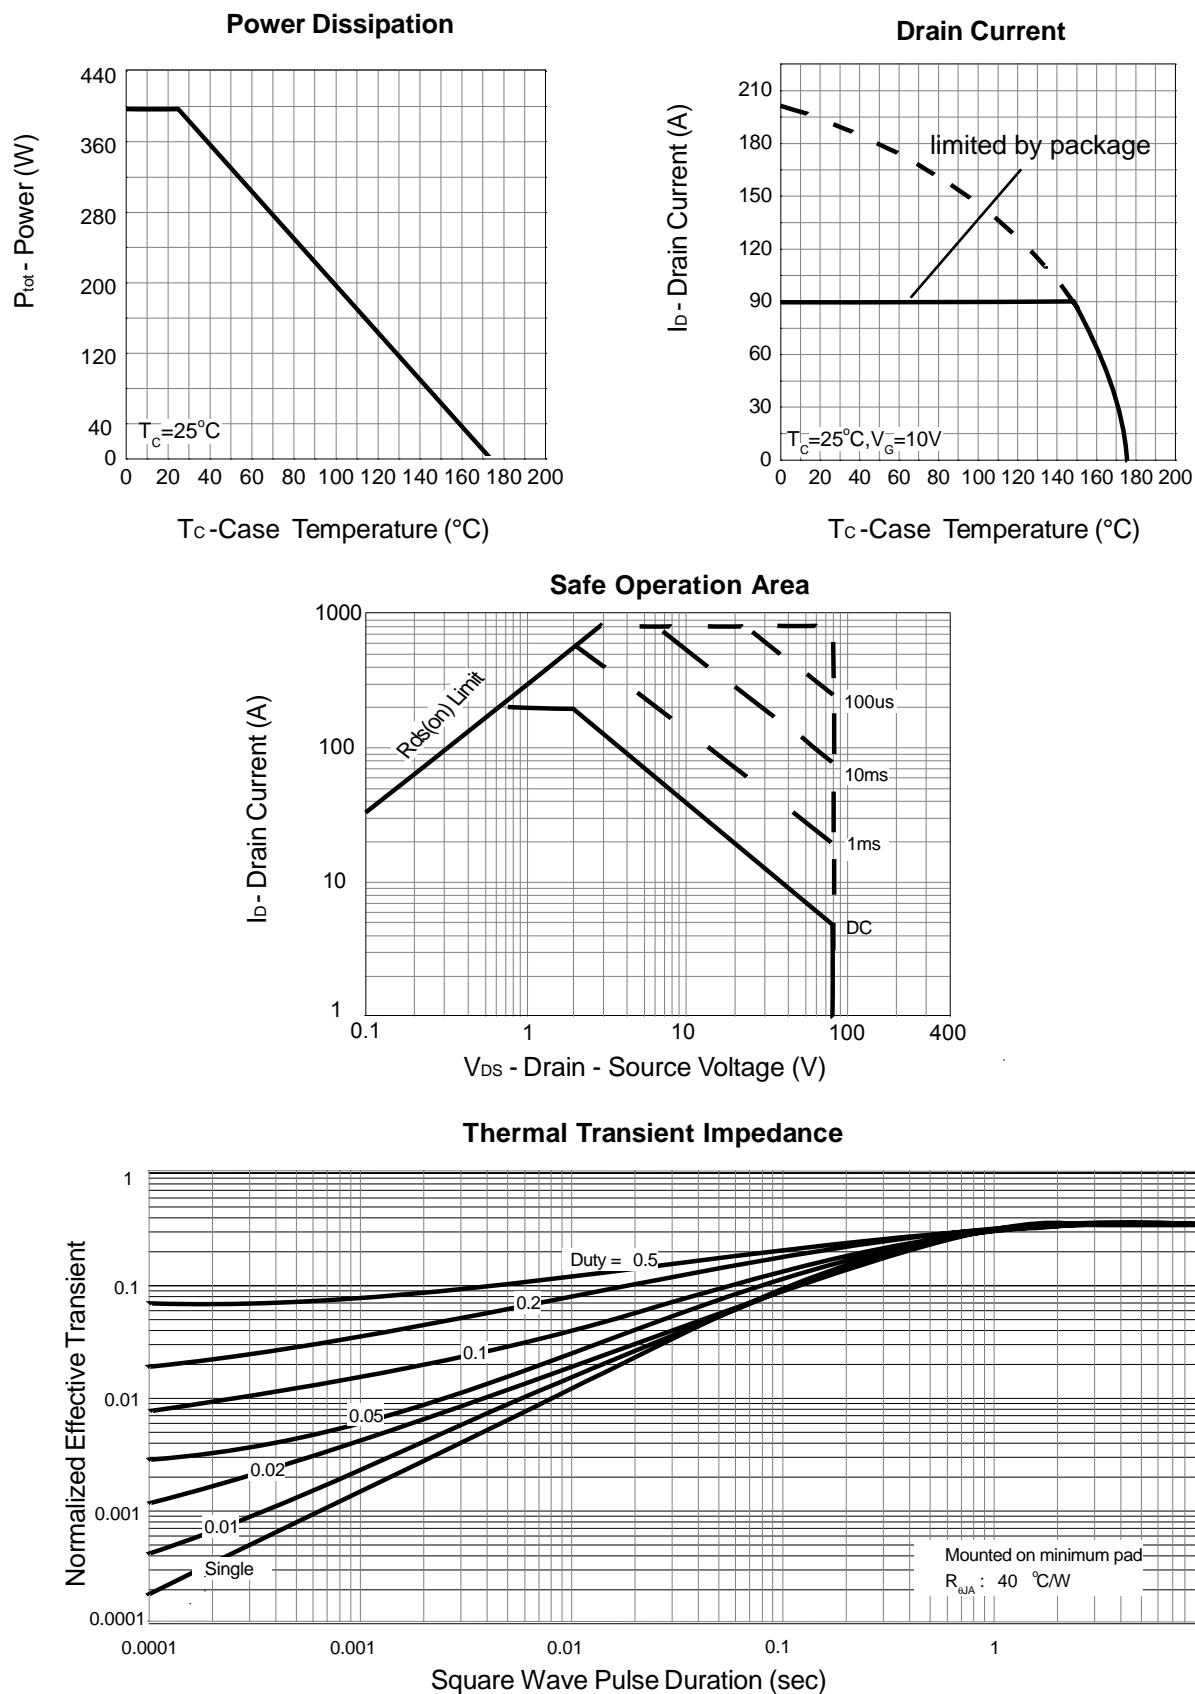 Power Dissipation
440
360
280
200
120
40
0
0 20 40 60 80 100 120 140 160 180 200
Ptot - Power (W)
TC=25°C
Tc -Case Temperature (°C)
Drain Current
210
180
150
120
90
60
30
0
0 20 40 60 80 100 120 140 160 180 200
ID - Drain Current (A)
limited by package
TC=25°C,VG=10V
Tc -Case Temperature (°C)
Safe Operation Area
1000
100
10
1
0.1 1 10 100 400
ID - Drain Current (A)
Rds(on) Limit
100us
10ms
1ms
DC
VDS - Drain - Source Voltage (V)
Thermal Transient Impedance
1
0.1
0.01
0.001
0.0001
0.0001 0.001 0.01 0.1 1
Normalized Effective Transient
Duty = 0.5
0.2
0.1
0.05
0.02
0.01
Single
Mounted on minimum pad
RθJA : 40 °C/W
Square Wave Pulse Duration (sec)